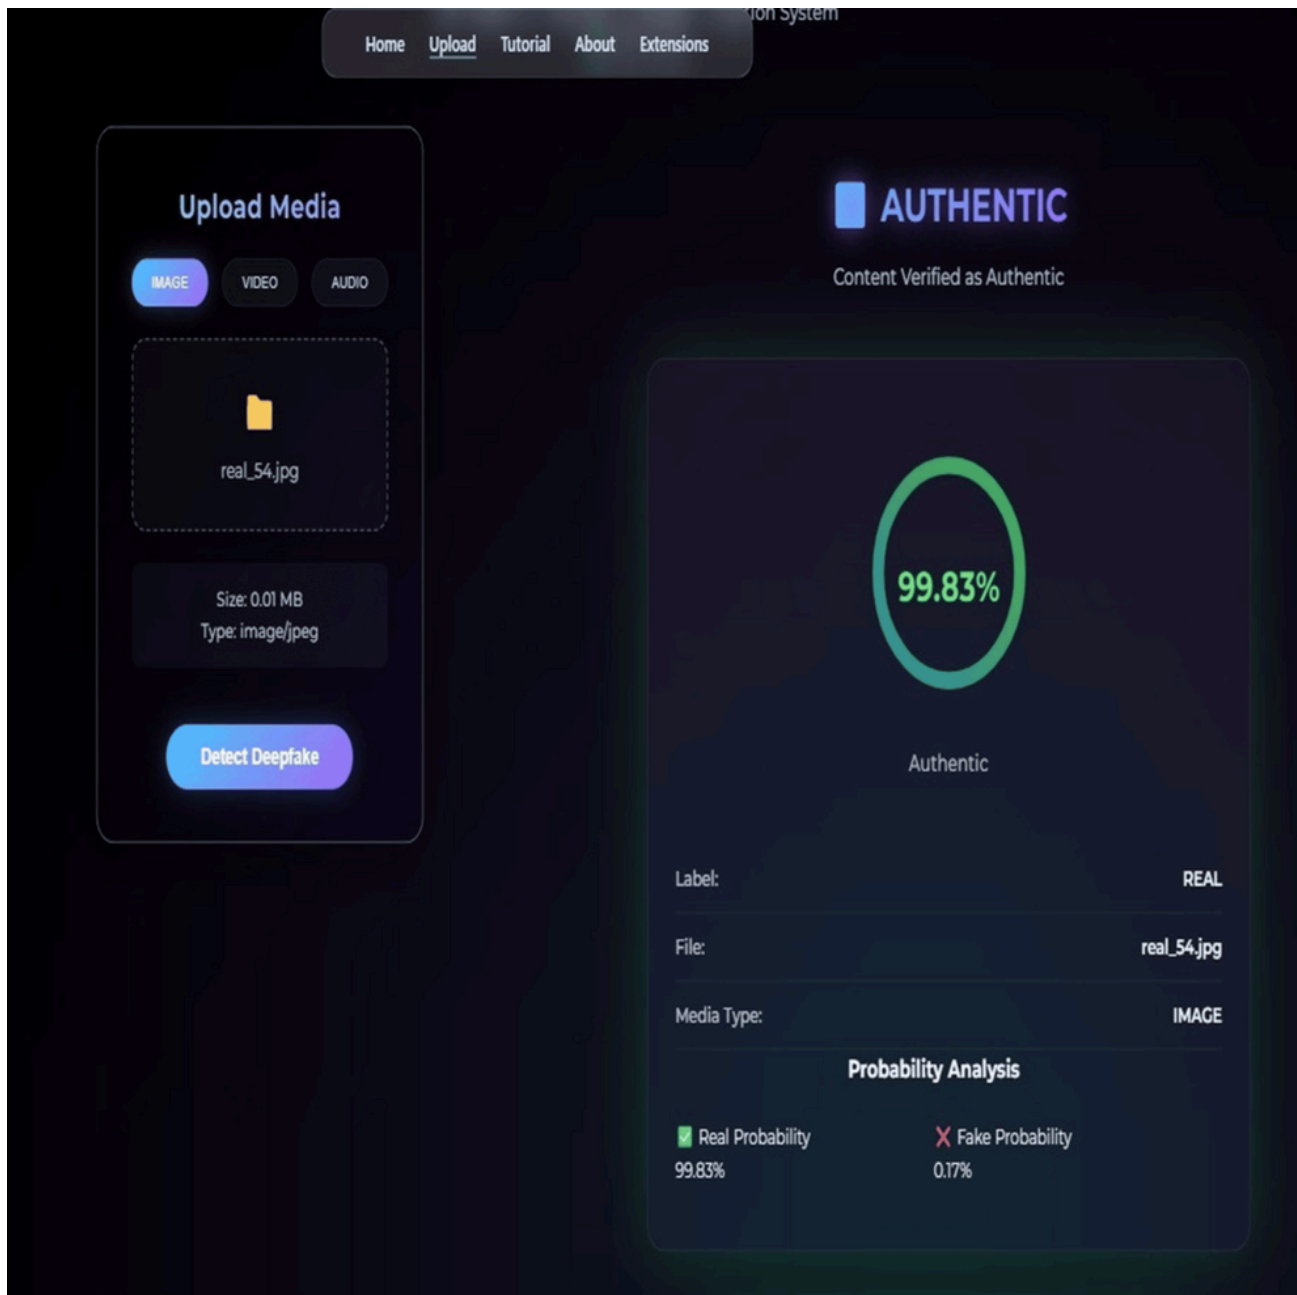 System
Home Upload Tutorial About Extensions
Upload Media
IMAGE VIDEO AUDIO
real_54.jpg
Size: 0.01 MB
Type: image/jpeg
Detect Deepfake
AUTHENTIC
Content Verified as Authentic
99.83%
Authentic
Label: REAL
File: real_54.jpg
Media Type: IMAGE
Probability Analysis
Real Probability Fake Probability
99.83% 0.17%